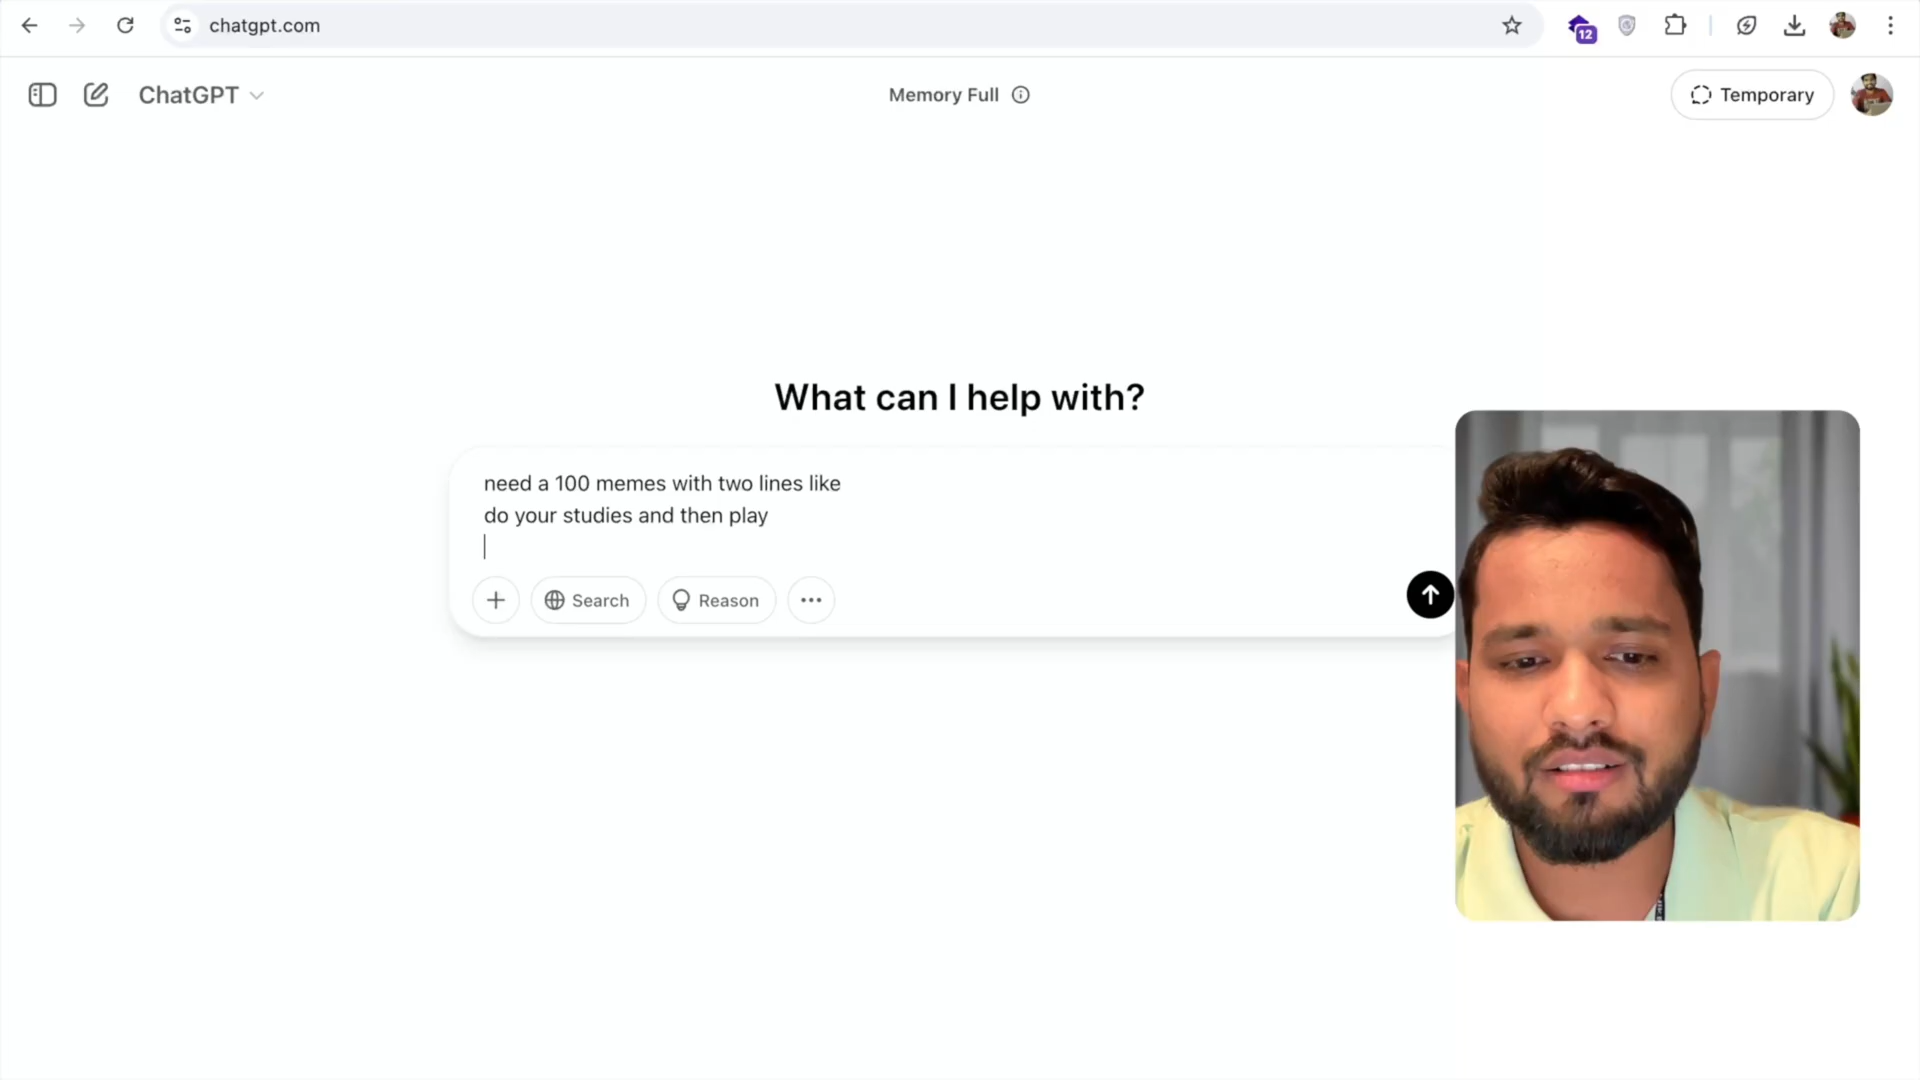 chatgpt.com
12
ChatGPT
Memory Full
Temporary
What can I help with?
need a 100 memes with two lines like
do your studies and then play
Search
Reason